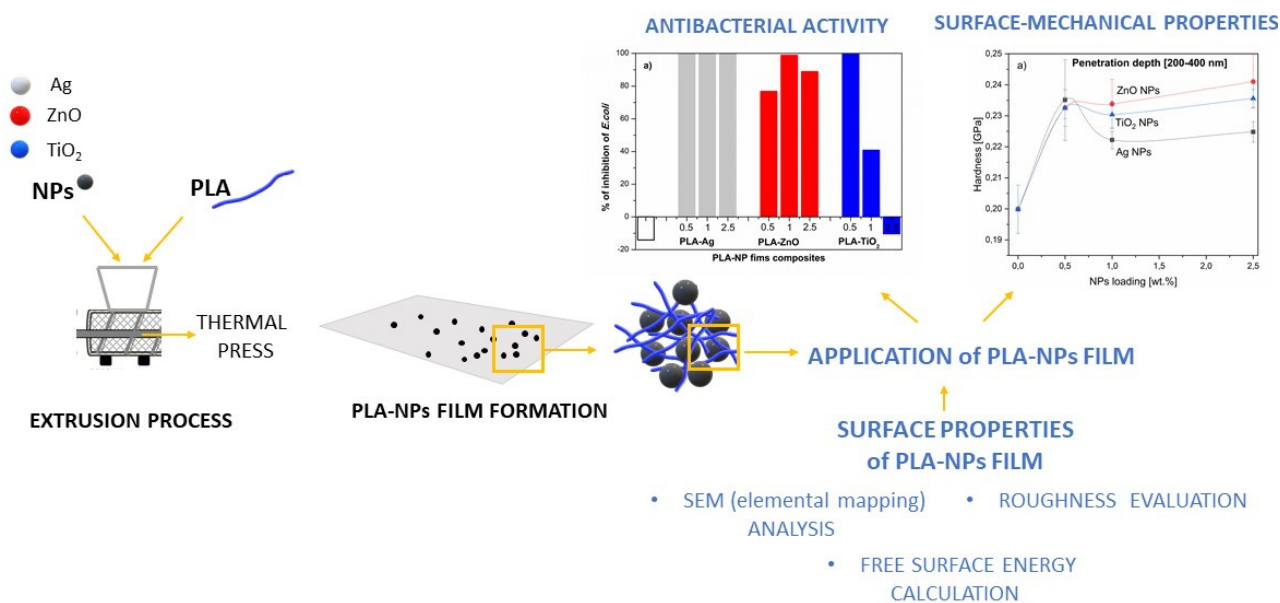 ANTIBACTERIAL ACTIVITY
SURFACE-MECHANICAL PROPERTIES
Ag
ZnO
TiO₂
NPs
PLA
THERMAL
PRESS
EXTRUSION PROCESS
PLA-NPs FILM FORMATION
a)
% of inhibition of E.coli
100
80
60
40
20
0
-20
0.5 1 2.5
0.5 1 2.5
0.5 1
PLA-Ag
PLA-ZnO
PLA-TiO₂
PLA-NP fims composites
a)
Penetration depth [200-400 nm]
ZnO NPs
TiO₂ NPs
Ag NPs
Hardness [GPa]
0,25
0,24
0,23
0,22
0,21
0,20
0,19
0,0 0,5 1,0 1,5 2,0 2,5
NPs loading [wt.%]
APPLICATION of PLA-NPs FILM
SURFACE PROPERTIES
of PLA-NPs FILM
• SEM (elemental mapping)
ANALYSIS
• ROUGHNESS EVALUATION
• FREE SURFACE ENERGY
CALCULATION